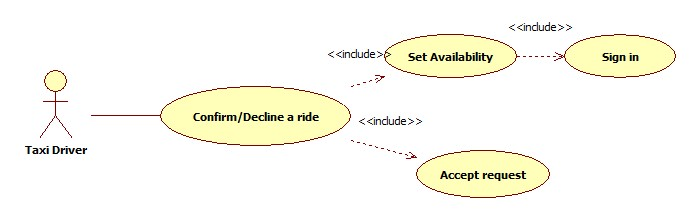 <<include>>
<<include>>
Set Availability
Sign in
Confirm/Decline a ride
<<include>>
Taxi Driver
Accept request